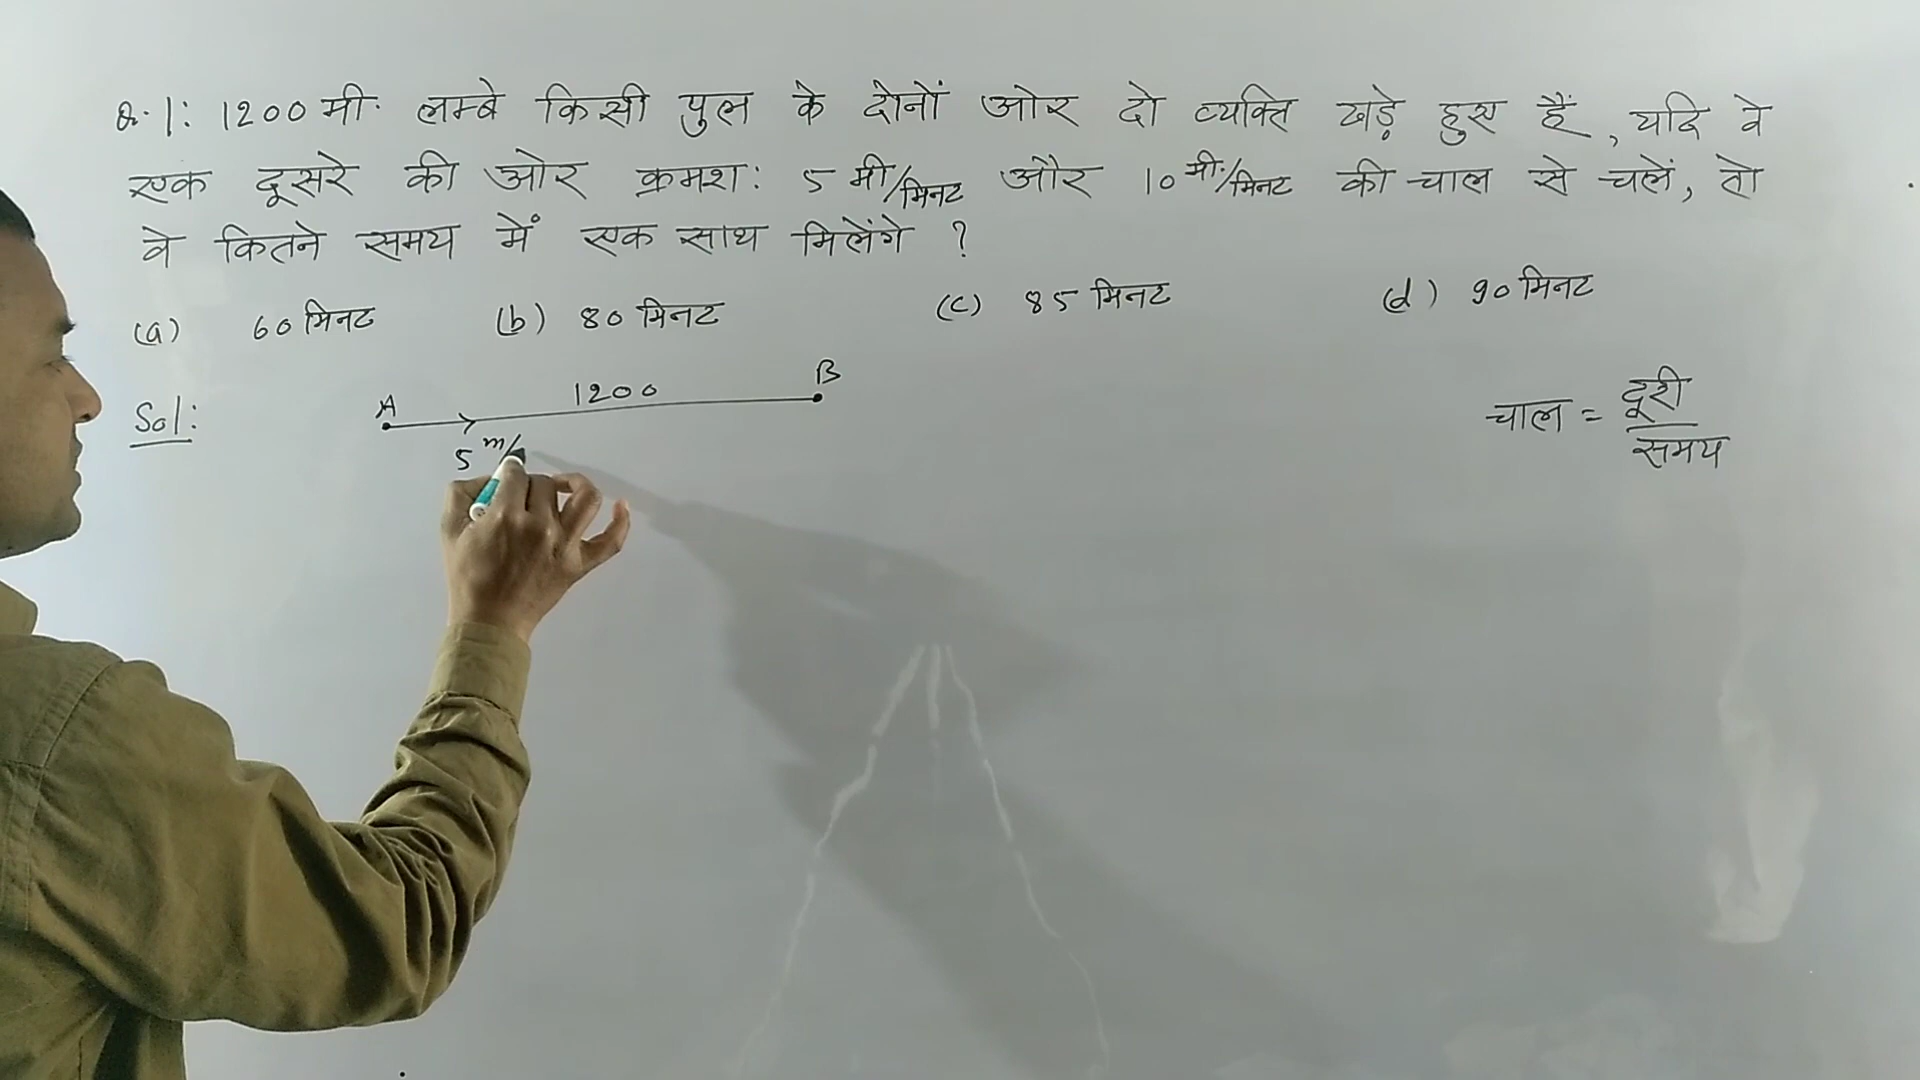 Q.1: 1200 मी. लम्बे किसी पुल के दोनों ओर दो व्यक्ति खड़े हुए हैं, यदि वे
एक दूसरे की ओर क्रमश: 5 मी/मिनट और 10 मी./मिनट की चाल से चलें, तो
वे कितने समय में एक साथ मिलेंगे ?
(a) 60 मिनट (b) 80 मिनट (c) 85 मिनट (d) 90 मिनट
Sol:
A 1200 B
5 m/
चाल = दूरी
समय